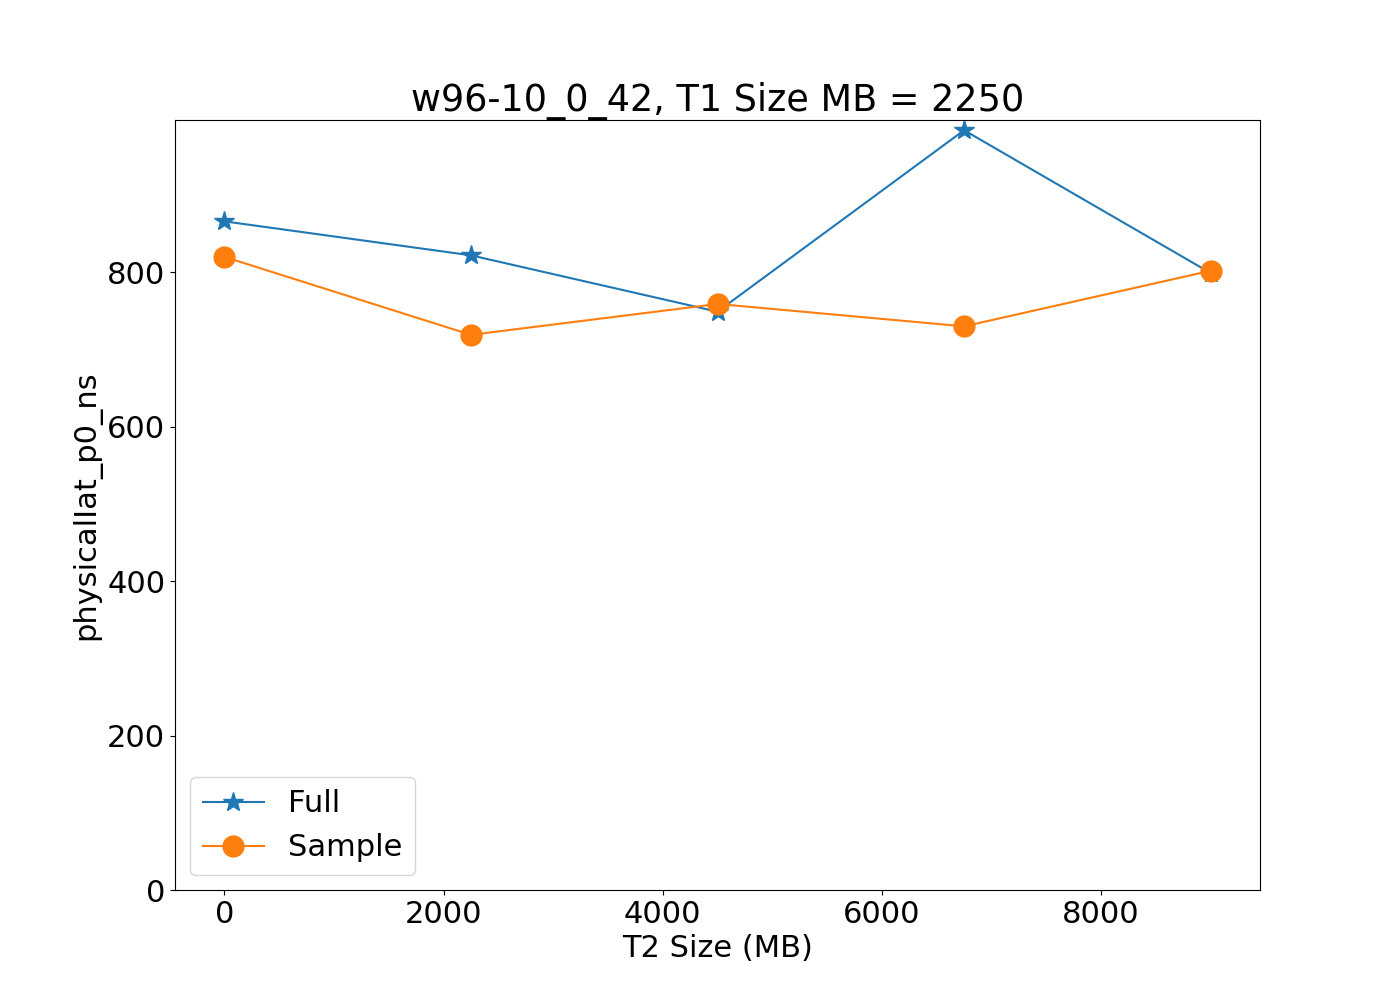 w96-10_0_42, T1 Size MB = 2250
physicallat_p0_ns
800
600
400
200
0
Full
Sample
0 2000 4000 6000 8000
T2 Size (MB)